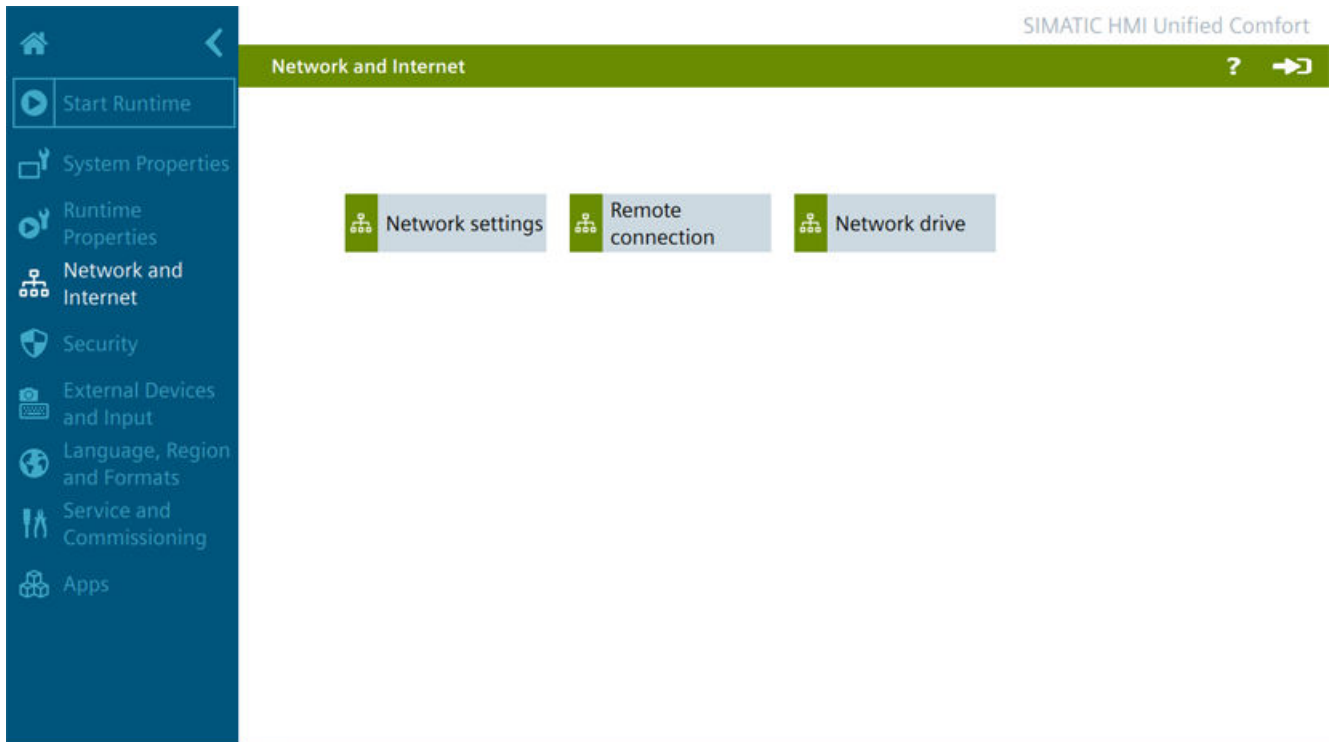 SIMATIC HMI Unified Comfort
Network and Internet
?
Start Runtime
System Properties
Runtime
Properties
Network and
Internet
Security
External Devices
and Input
Language, Region
and Formats
Service and
Commissioning
Apps
Network settings
Remote
connection
Network drive